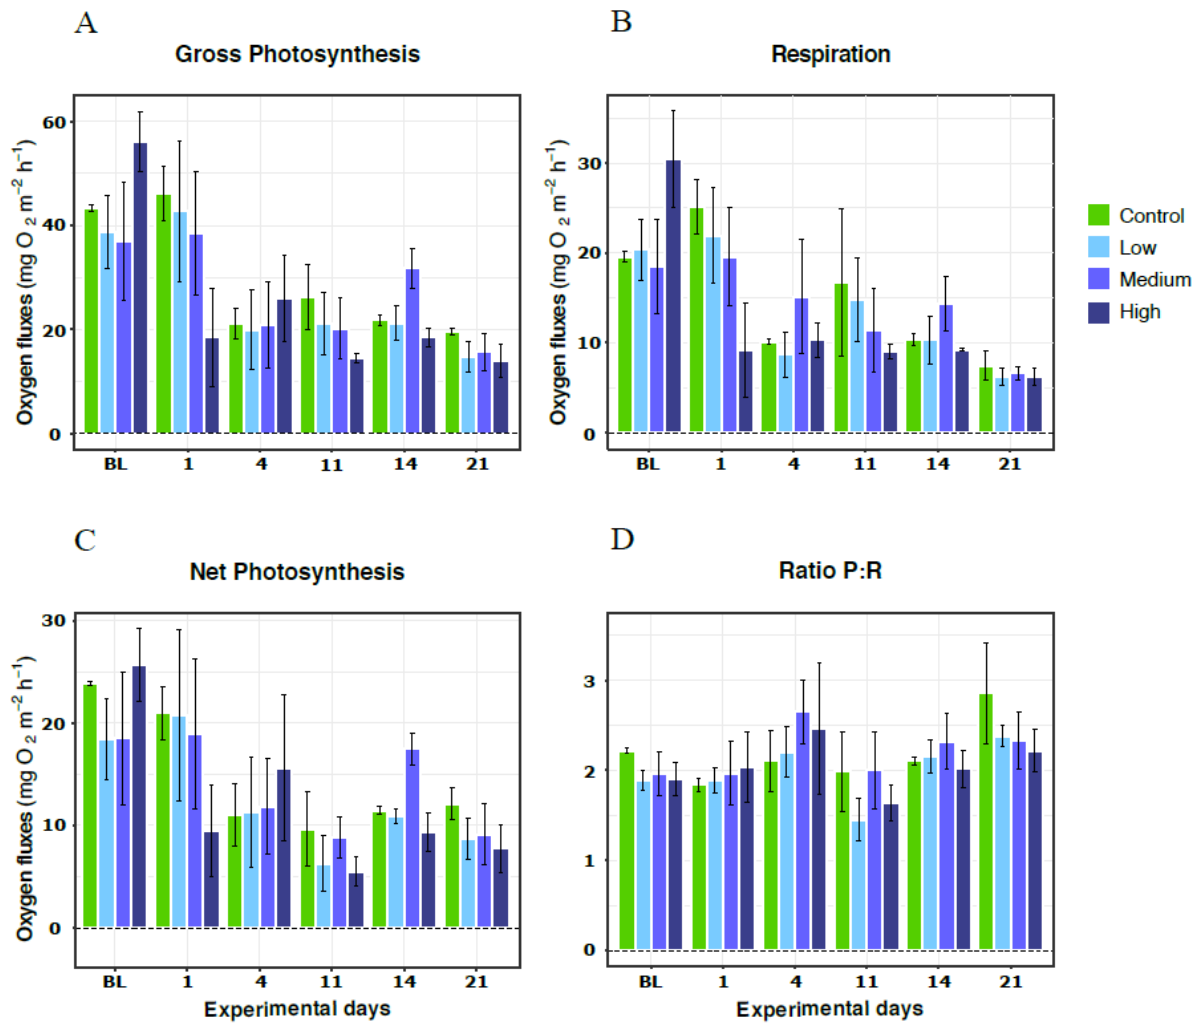 A
Gross Photosynthesis
Oxygen fluxes (mg O ₂ m⁻² h⁻¹)
60
40
20
0
BL 1 4 11 14 21
B
Respiration
Oxygen fluxes (mg O ₂ m⁻² h⁻¹)
30
20
10
0
BL 1 4 11 14 21
Control
Low
Medium
High
C
Net Photosynthesis
Oxygen fluxes (mg O ₂ m⁻² h⁻¹)
30
20
10
0
BL 1 4 11 14 21
Experimental days
D
Ratio P:R
3
2
1
0
BL 1 4 11 14 21
Experimental days